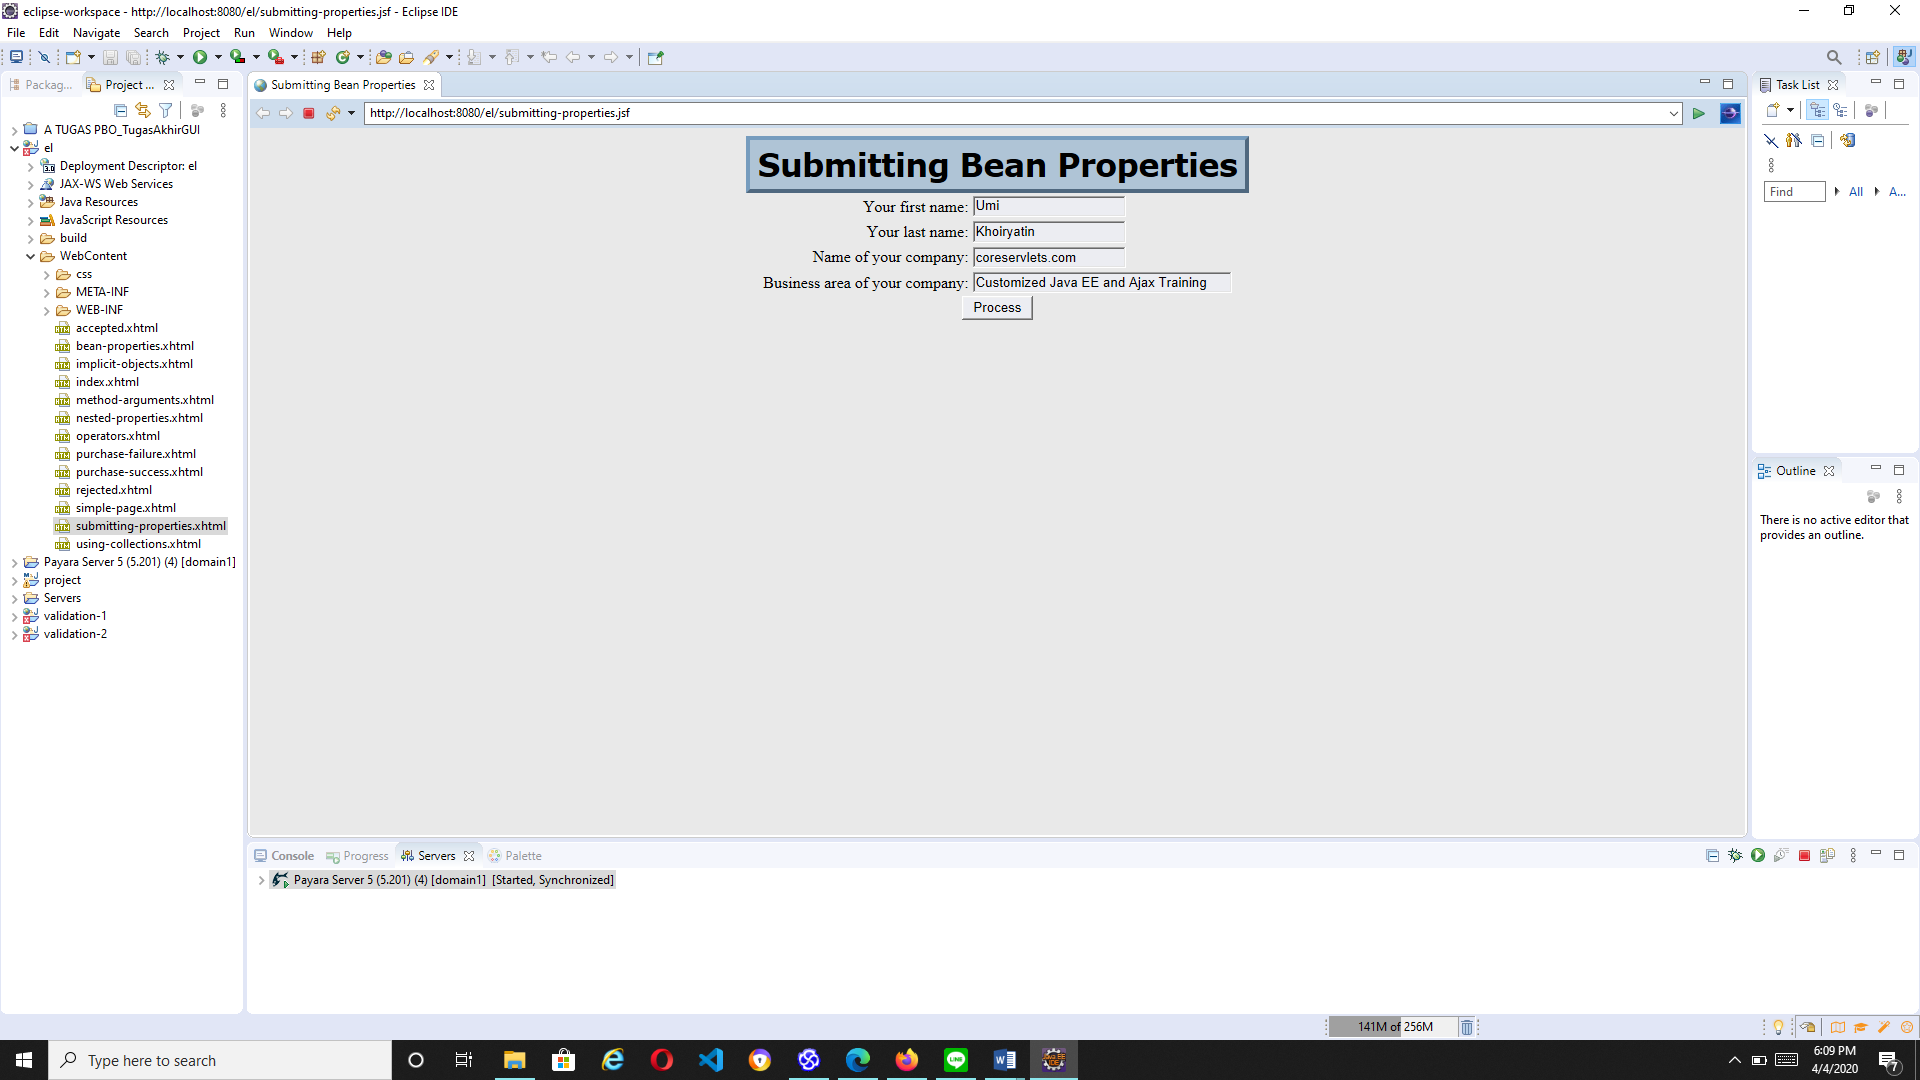 eclipse-workspace - http://localhost:8080/el/submitting-properties.jsf - Eclipse IDE
File Edit Navigate Search Project Run Window Help
Packag... Project ...
A TUGAS PBO_TugasAkhirGUI
el
Deployment Descriptor: el
JAX-WS Web Services
Java Resources
JavaScript Resources
build
WebContent
css
META-INF
WEB-INF
accepted.xhtml
bean-properties.xhtml
implicit-objects.xhtml
index.xhtml
method-arguments.xhtml
nested-properties.xhtml
operators.xhtml
purchase-failure.xhtml
purchase-success.xhtml
rejected.xhtml
simple-page.xhtml
submitting-properties.xhtml
using-collections.xhtml
Payara Server 5 (5.201) (4) [domain1]
project
Servers
validation-1
validation-2
Submitting Bean Properties
http://localhost:8080/el/submitting-properties.jsf
Submitting Bean Properties
Your first name: Umi
Your last name: Khoiryatin
Name of your company: coreservlets.com
Business area of your company: Customized Java EE and Ajax Training
Process
Task List
Find All A...
Outline
There is no active editor that
provides an outline.
Console Progress Servers Palette
Payara Server 5 (5.201) (4) [domain1] [Started, Synchronized]
141M of 256M
Type here to search
6:09 PM
4/4/2020
7